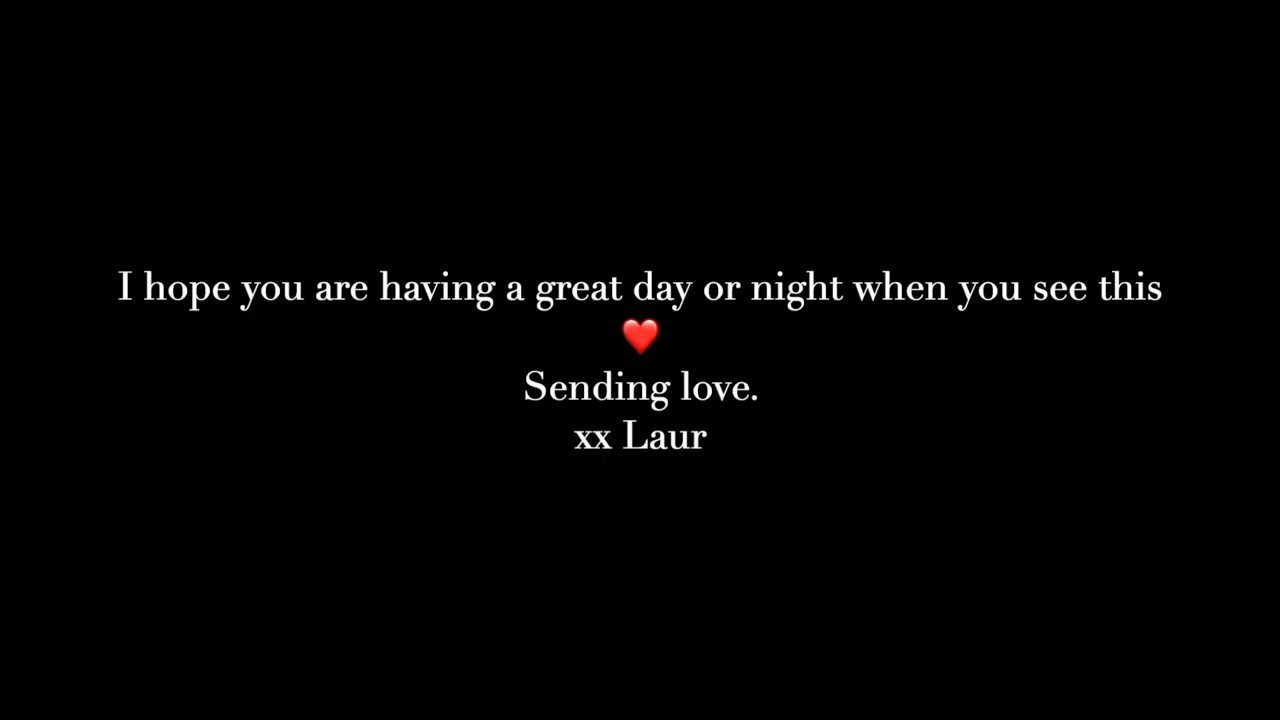 I hope you are having a great day or night when you see this
❤️
Sending love.
xx Laur